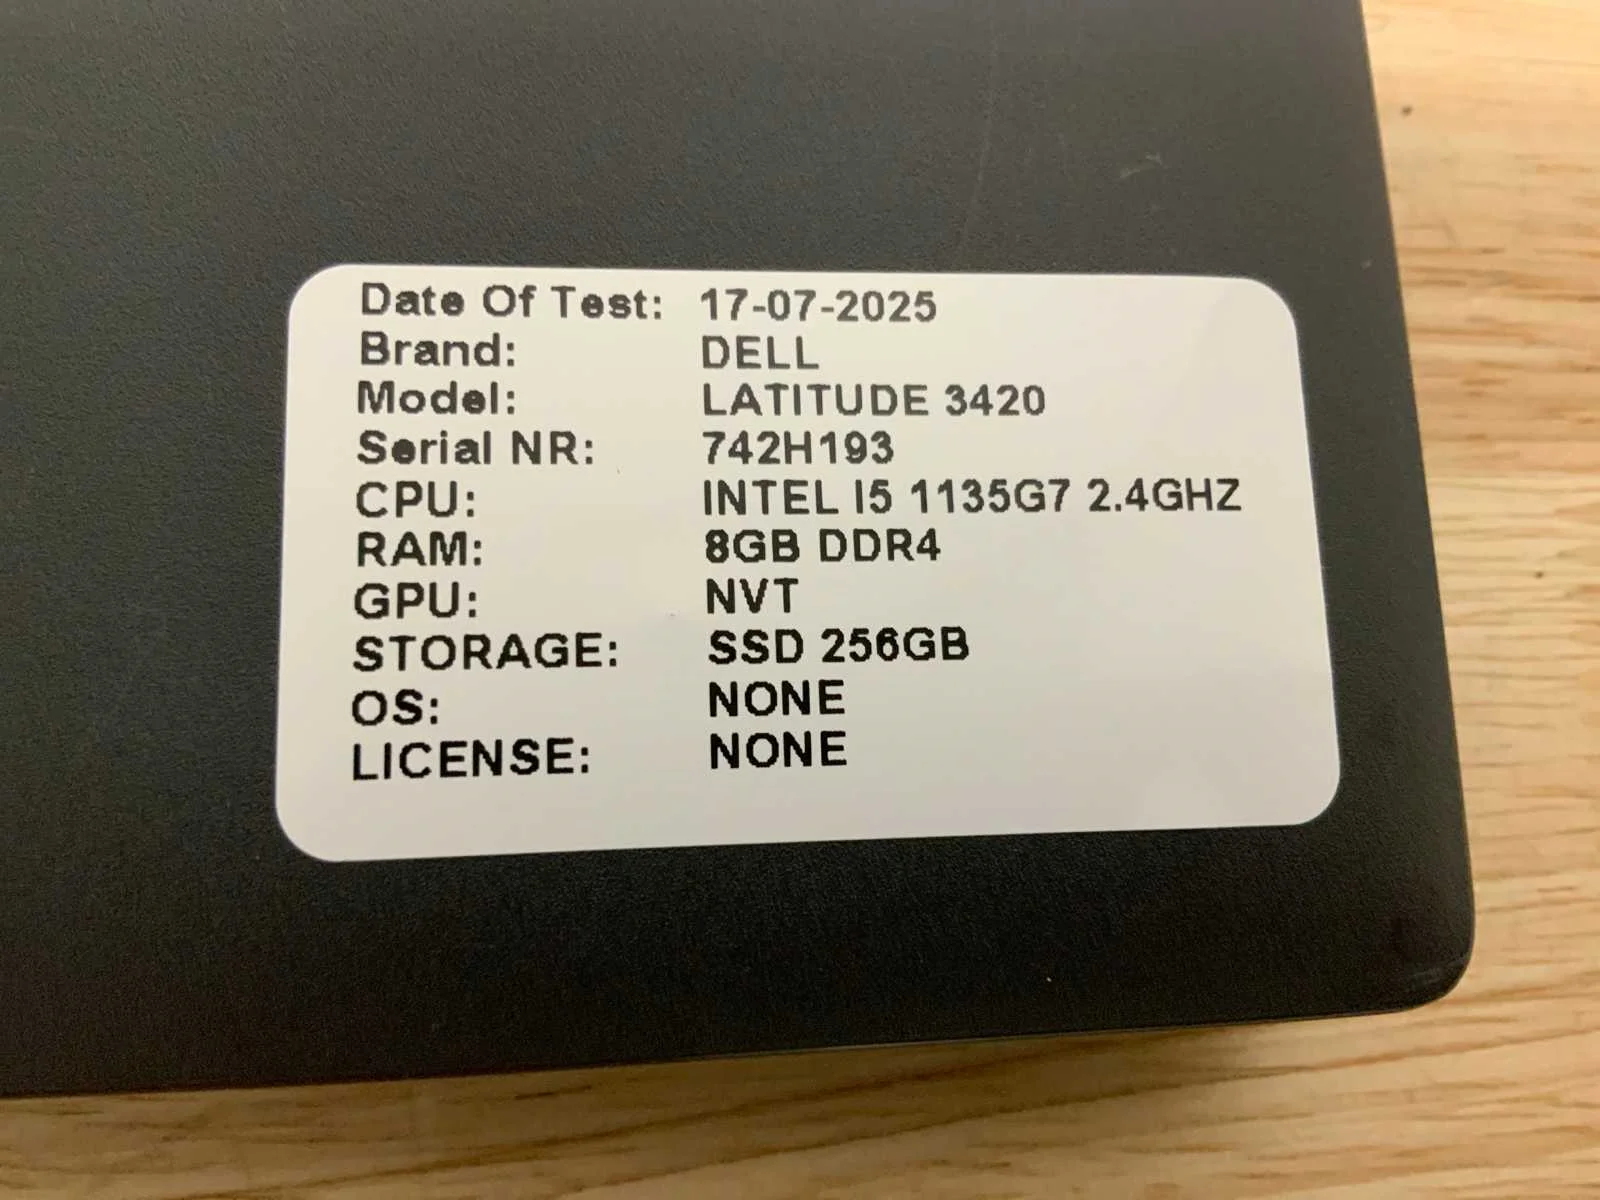 Date Of Test: 17-07-2025
Brand: DELL
Model: LATITUDE 3420
Serial NR: 742H193
CPU: INTEL I5 1135G7 2.4GHZ
RAM: 8GB DDR4
GPU: NVT
STORAGE: SSD 256GB
OS: NONE
LICENSE: NONE